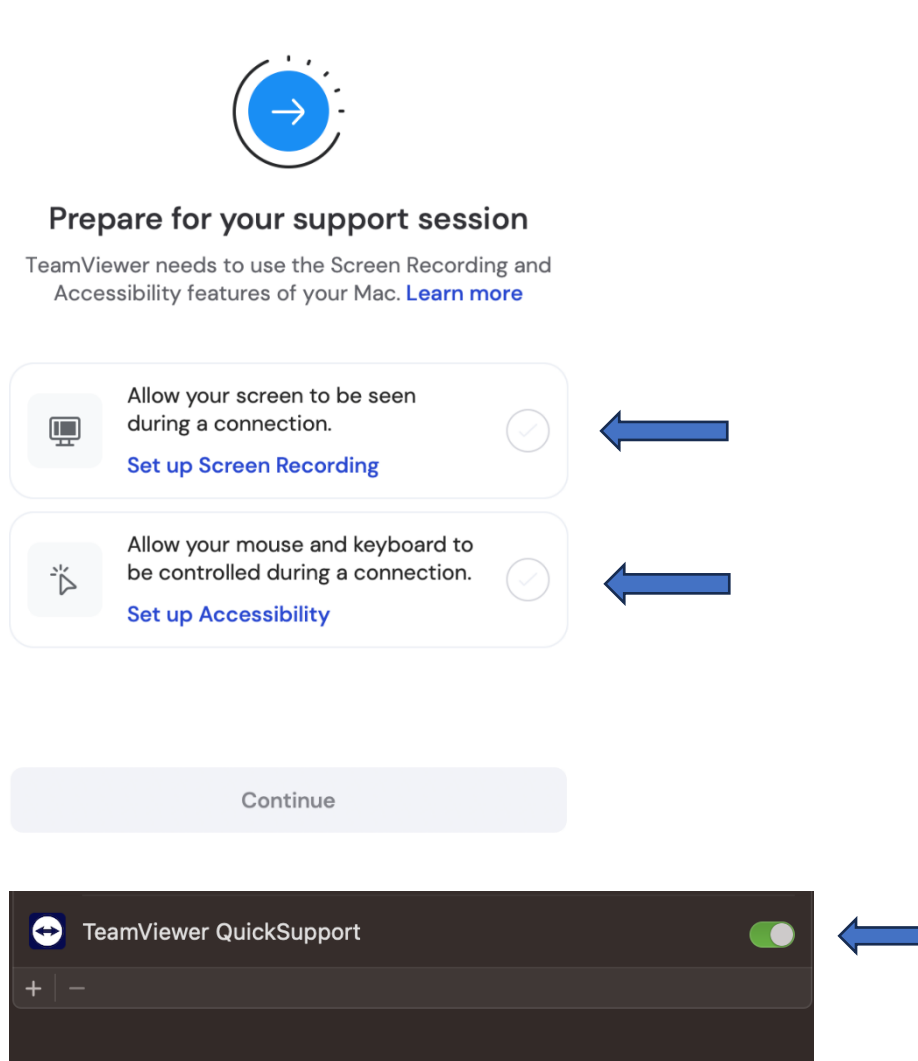 Prepare for your support session
TeamViewer needs to use the Screen Recording and
Accessibility features of your Mac. Learn more
Allow your screen to be seen
during a connection.
Set up Screen Recording
Allow your mouse and keyboard to
be controlled during a connection.
Set up Accessibility
Continue
TeamViewer QuickSupport